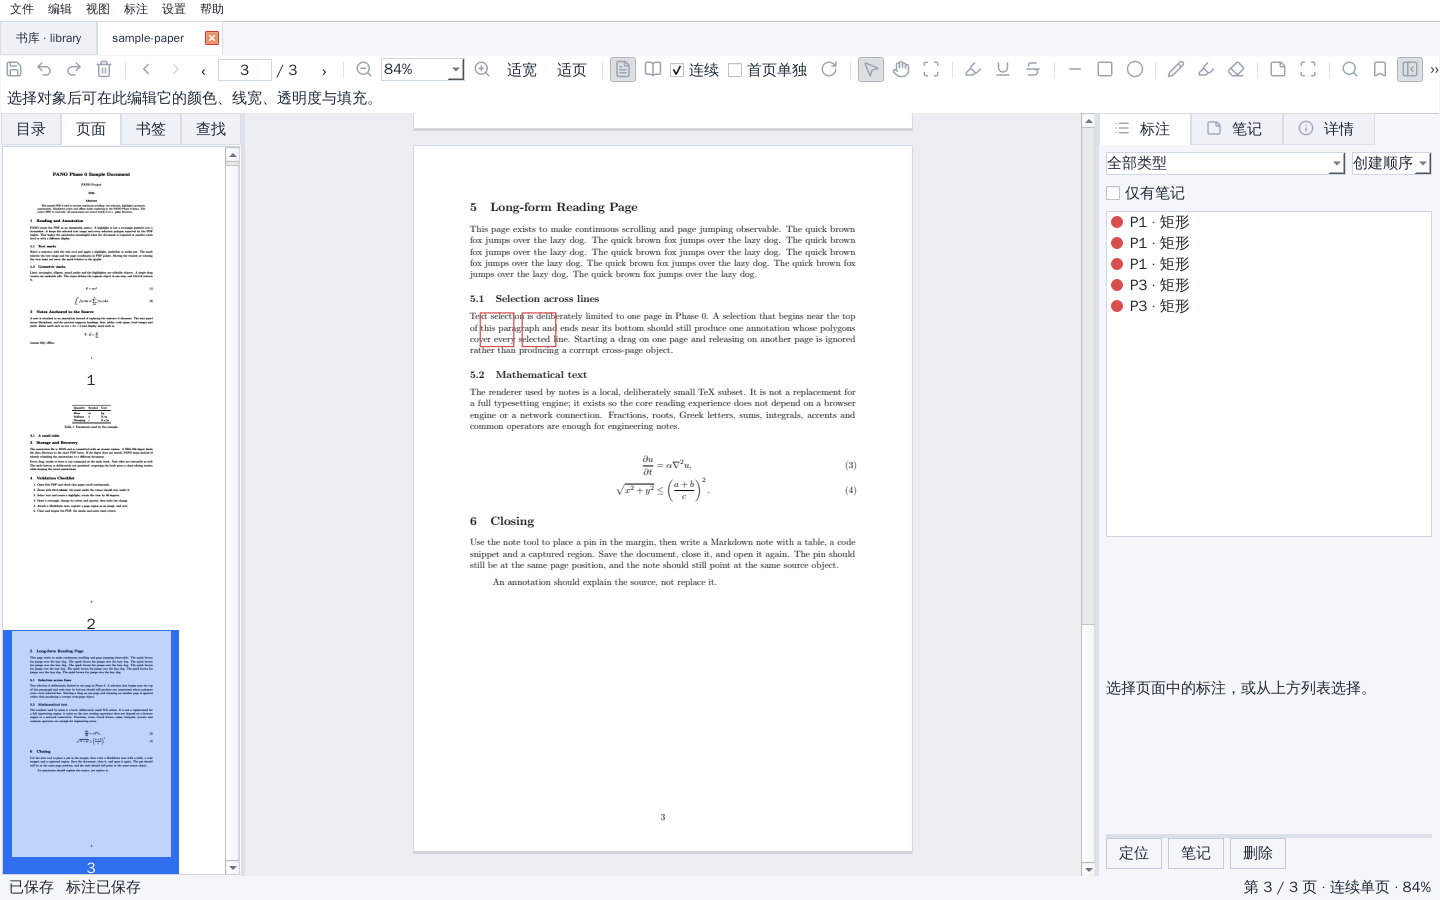 文件 编辑 视图 标注 设置 帮助
书库 · library sample-paper
3 / 3 84% 适宽 适页 连续 首页单独
选择对象后可在此编辑它的颜色、线宽、透明度与填充。
目录 页面 书签 查找
PANO Phase 0 Sample Document
1
2
3
5 Long-form Reading Page
This page exists to make continuous scrolling and page jumping observable. The quick brown
fox jumps over the lazy dog. The quick brown fox jumps over the lazy dog. The quick brown
fox jumps over the lazy dog. The quick brown fox jumps over the lazy dog. The quick brown
fox jumps over the lazy dog. The quick brown fox jumps over the lazy dog. The quick brown fox
jumps over the lazy dog. The quick brown fox jumps over the lazy dog.
5.1 Selection across lines
Text selection is deliberately limited to one page in Phase 0. A selection that begins near the top
of this paragraph and ends near its bottom should still produce one annotation whose polygons
cover every selected line. Starting a drag on one page and releasing on another page is ignored
rather than producing a corrupt cross-page object.
5.2 Mathematical text
The renderer used by notes is a local, deliberately small TeX subset. It is not a replacement for
a full typesetting engine; it exists so the core reading experience does not depend on a browser
engine or a network connection. Fractions, roots, Greek letters, sums, integrals, accents and
common operators are enough for engineering notes.
∂u/∂t = α∇²u, (3)
√(x² + y²) ≤ ((a + b)/c)². (4)
6 Closing
Use the note tool to place a pin in the margin, then write a Markdown note with a table, a code
snippet and a captured region. Save the document, close it, and open it again. The pin should
still be at the same page position, and the note should still point at the same source object.
An annotation should explain the source, not replace it.
3
标注 笔记 详情
全部类型 创建顺序
仅有笔记
P1 · 矩形
P1 · 矩形
P1 · 矩形
P3 · 矩形
P3 · 矩形
选择页面中的标注，或从上方列表选择。
定位 笔记 删除
已保存 标注已保存
第 3 / 3 页 · 连续单页 · 84%